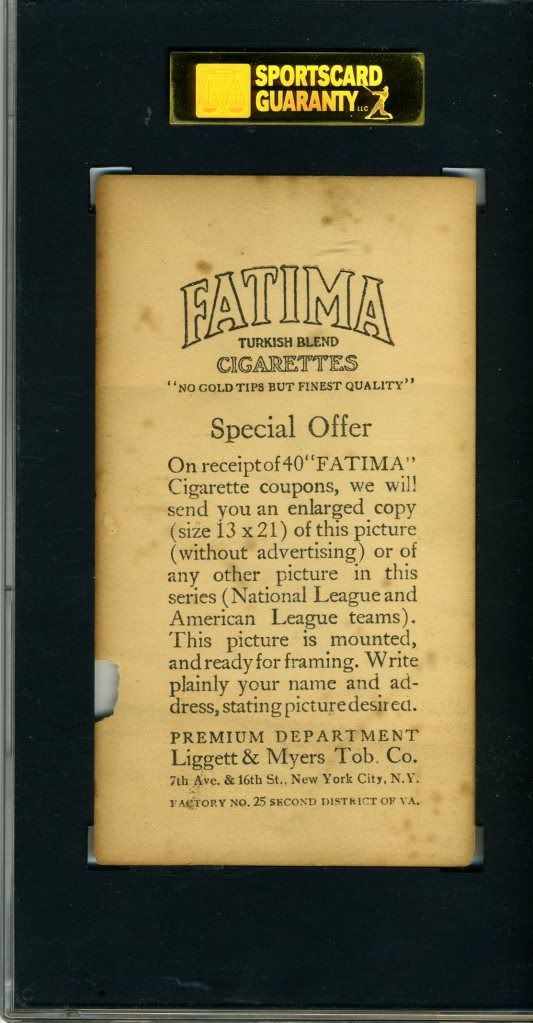 SPORTSCARD
GUARANTY LLC
FATIMA
TURKISH BLEND
CIGARETTES
"NO GOLD TIPS BUT FINEST QUALITY"
Special Offer
On receipt of 40 "FATIMA"
Cigarette coupons, we will
send you an enlarged copy
(size 13 x 21) of this picture
(without advertising) or of
any other picture in this
series (National League and
American League teams).
This picture is mounted,
and ready for framing. Write
plainly your name and ad-
dress, stating picture desired.
PREMIUM DEPARTMENT
Liggett & Myers Tob. Co.
7th Ave. & 16th St., New York City, N.Y.
FACTORY NO. 25 SECOND DISTRICT OF VA.